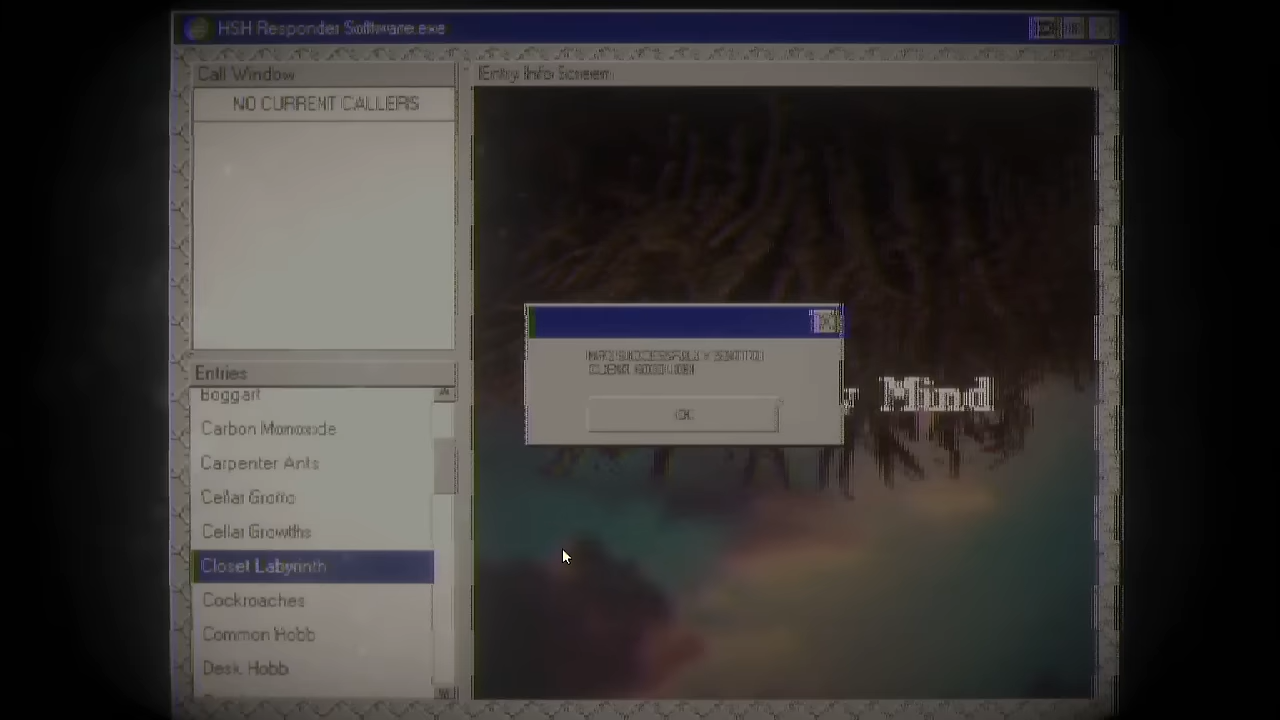 HSH Responder Software.exe
Call Window
Entry Info Screen
NO CURRENT CALLERS
OK
Mind
Entries
Boggart
Carbon Monoxide
Carpenter Ants
Cellar Grotto
Cellar Growths
Closet Labyrinth
Cockroaches
Common Hobb
Desk Hobb